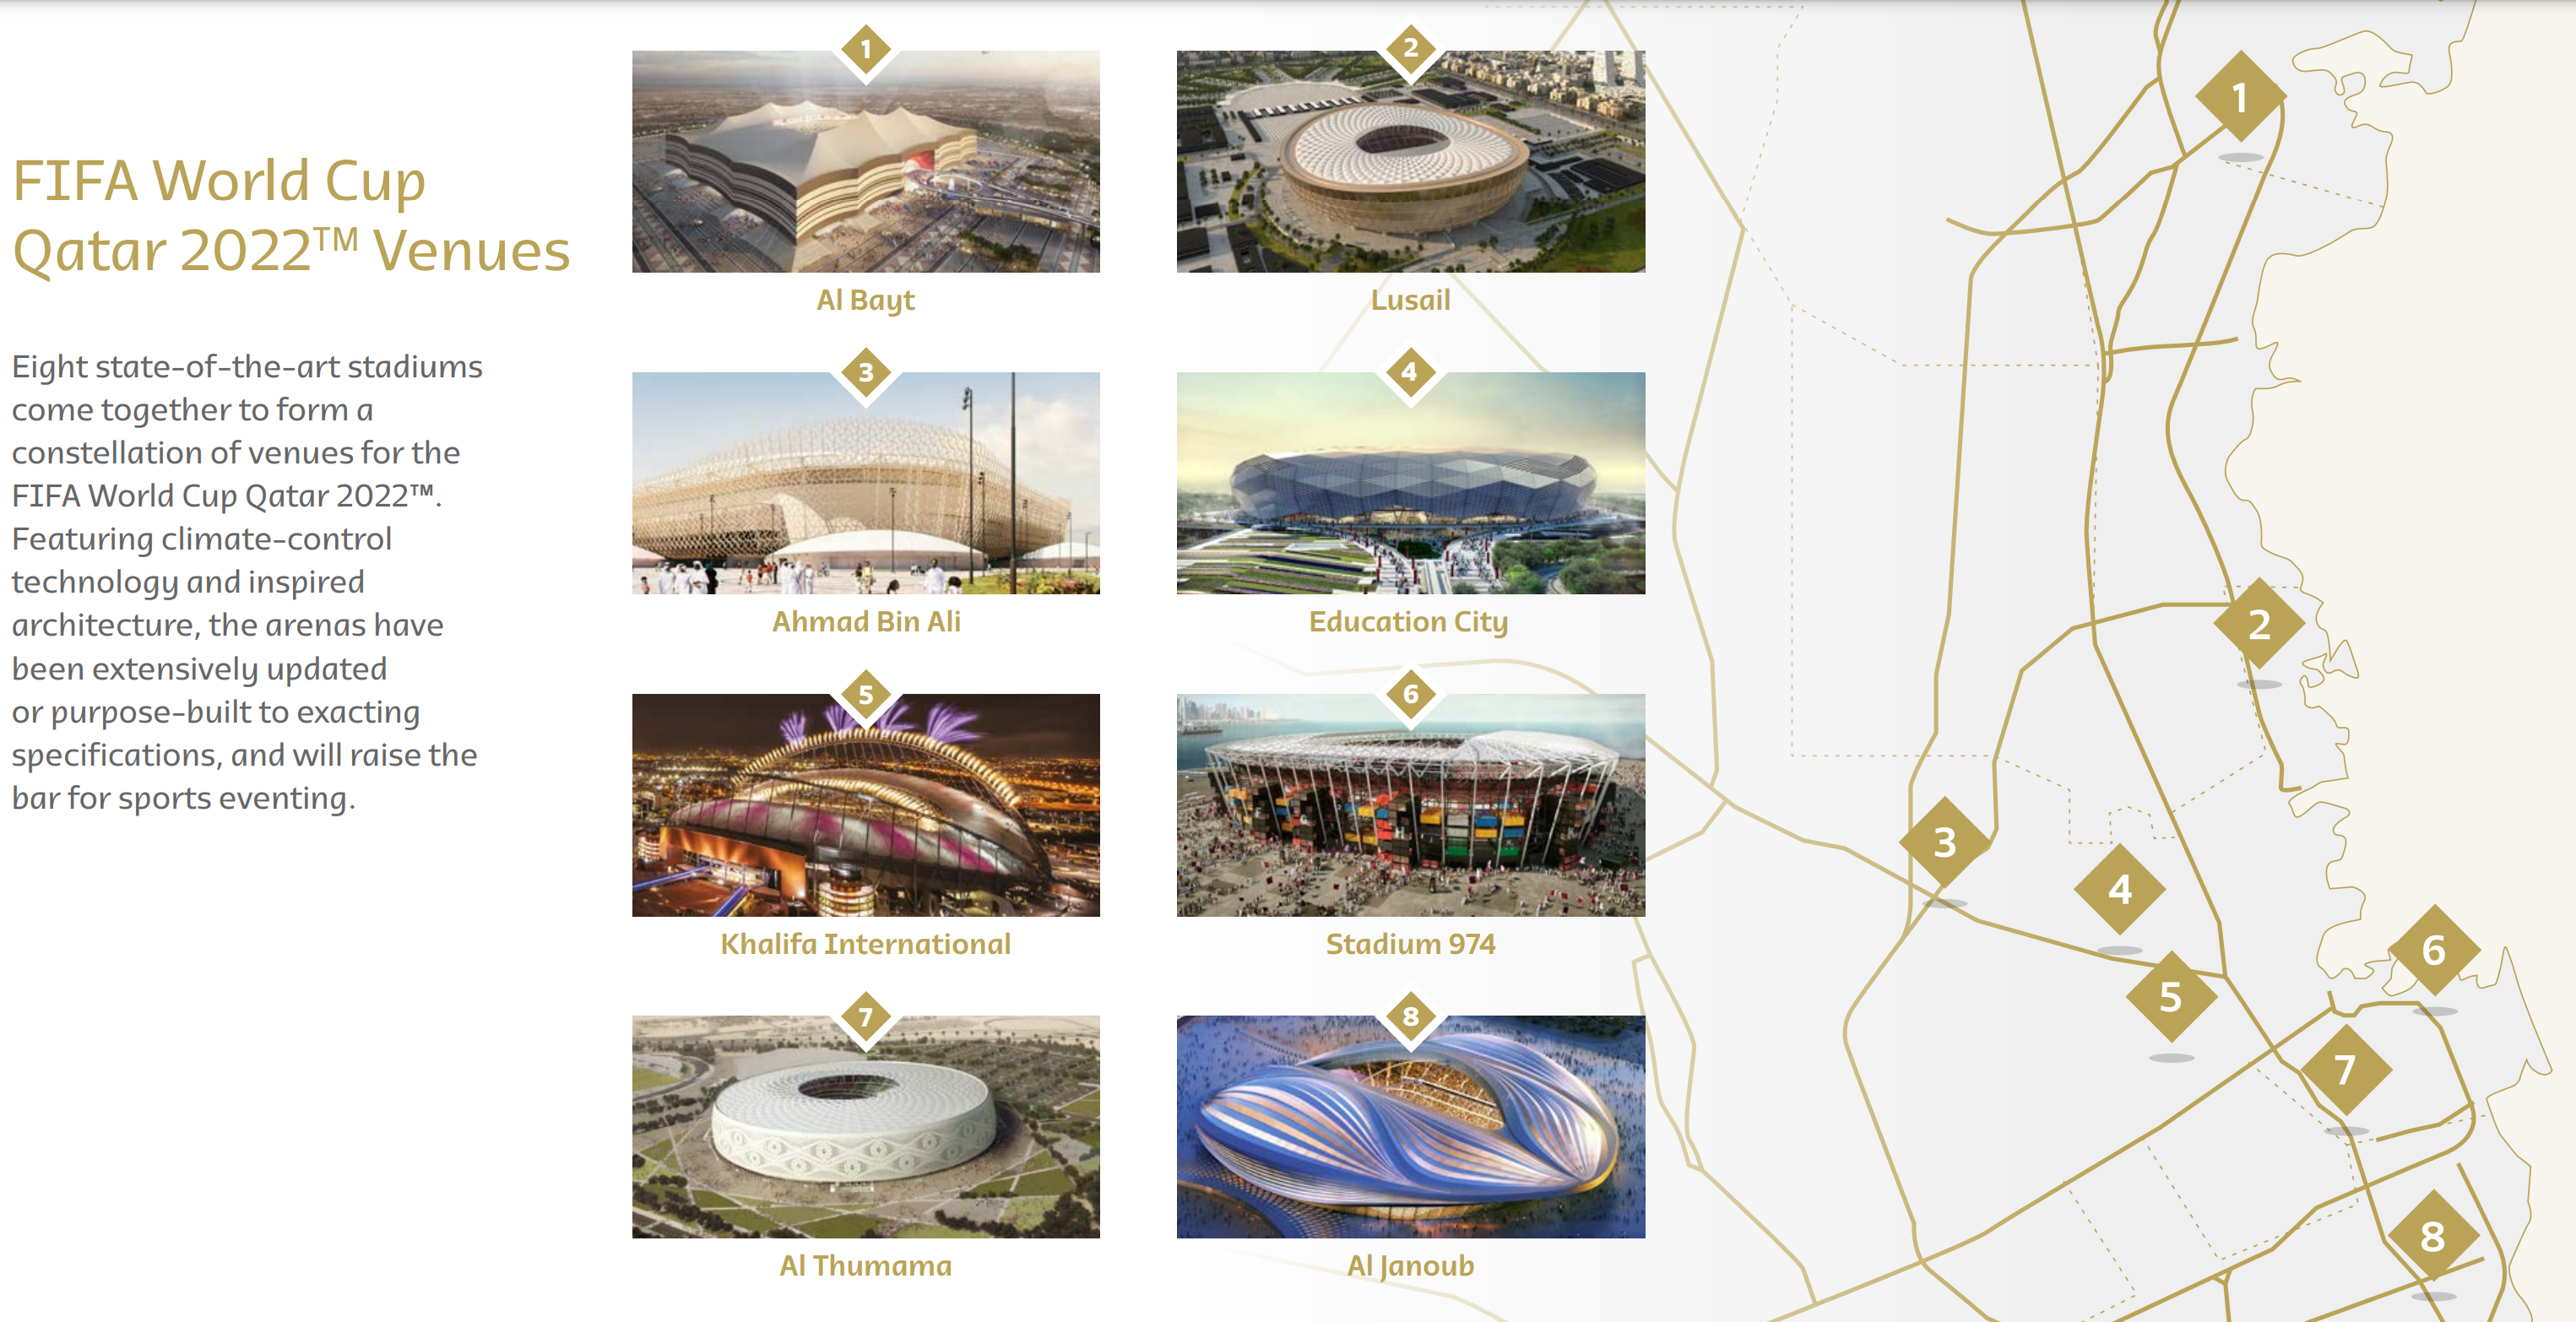 FIFA World Cup
Qatar 2022™ Venues
Eight state-of-the-art stadiums
come together to form a
constellation of venues for the
FIFA World Cup Qatar 2022™.
Featuring climate-control
technology and inspired
architecture, the arenas have
been extensively updated
or purpose-built to exacting
specifications, and will raise the
bar for sports eventing.
1
Al Bayt
2
Lusail
3
Ahmad Bin Ali
4
Education City
5
Khalifa International
6
Stadium 974
7
Al Thumama
8
Al Janoub
1
2
3
4
5
6
7
8